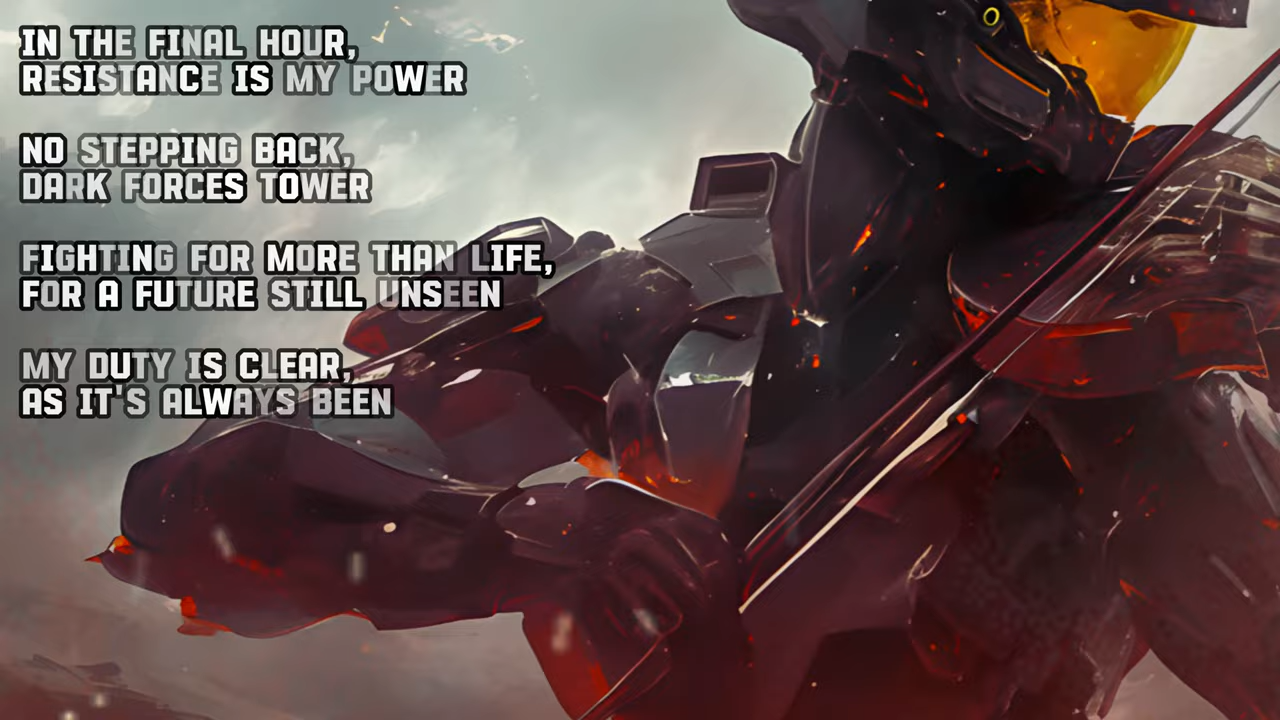 IN THE FINAL HOUR,
RESISTANCE IS MY POWER
NO STEPPING BACK,
DARK FORCES TOWER
FIGHTING FOR MORE THAN LIFE,
FOR A FUTURE STILL UNSEEN
MY DUTY IS CLEAR,
AS IT'S ALWAYS BEEN